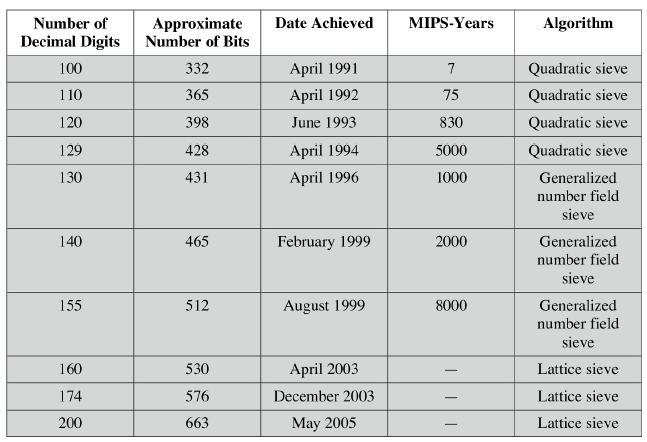 Number of Decimal Digits | Approximate Number of Bits | Date Achieved | MIPS-Years | Algorithm
100 | 332 | April 1991 | 7 | Quadratic sieve
110 | 365 | April 1992 | 75 | Quadratic sieve
120 | 398 | June 1993 | 830 | Quadratic sieve
129 | 428 | April 1994 | 5000 | Quadratic sieve
130 | 431 | April 1996 | 1000 | Generalized number field sieve
140 | 465 | February 1999 | 2000 | Generalized number field sieve
155 | 512 | August 1999 | 8000 | Generalized number field sieve
160 | 530 | April 2003 | — | Lattice sieve
174 | 576 | December 2003 | — | Lattice sieve
200 | 663 | May 2005 | — | Lattice sieve